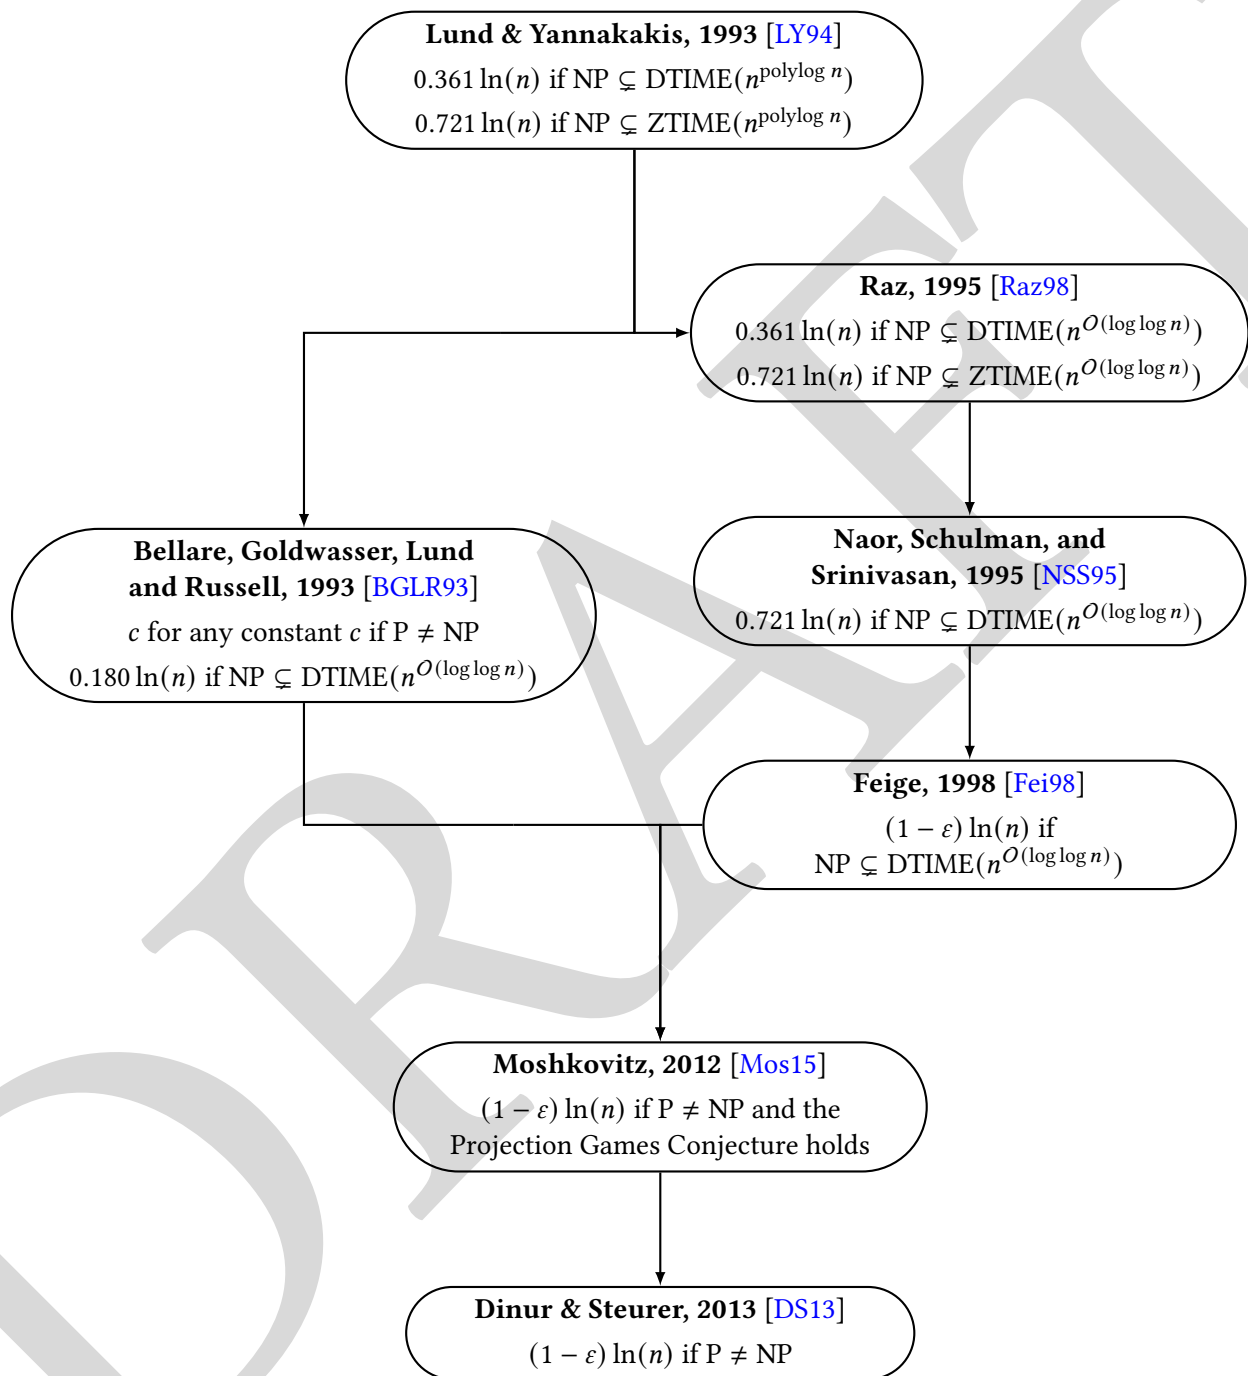 Lund & Yannakakis, 1993 [LY94]
0.361 ln(n) if NP ⊊ DTIME(n^{polylog n})
0.721 ln(n) if NP ⊊ ZTIME(n^{polylog n})
Raz, 1995 [Raz98]
0.361 ln(n) if NP ⊊ DTIME(n^{O(log log n)})
0.721 ln(n) if NP ⊊ ZTIME(n^{O(log log n)})
Bellare, Goldwasser, Lund
and Russell, 1993 [BGLR93]
c for any constant c if P ≠ NP
0.180 ln(n) if NP ⊊ DTIME(n^{O(log log n)})
Naor, Schulman, and
Srinivasan, 1995 [NSS95]
0.721 ln(n) if NP ⊊ DTIME(n^{O(log log n)})
Feige, 1998 [Fei98]
(1 − ε) ln(n) if
NP ⊊ DTIME(n^{O(log log n)})
Moshkovitz, 2012 [Mos15]
(1 − ε) ln(n) if P ≠ NP and the
Projection Games Conjecture holds
Dinur & Steurer, 2013 [DS13]
(1 − ε) ln(n) if P ≠ NP
DRAFT